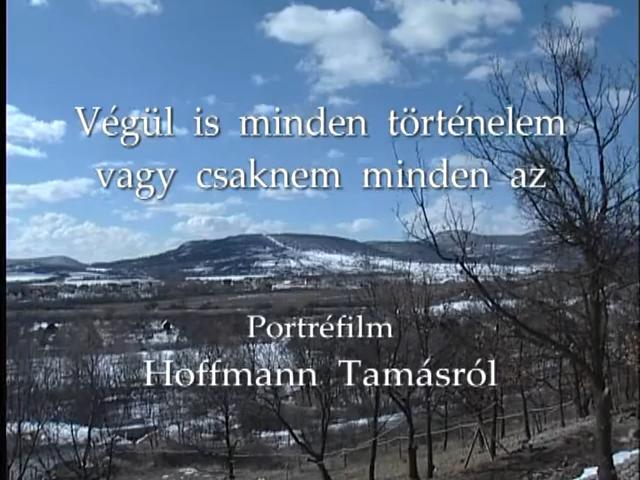 Végül is minden történelem
vagy csaknem minden az
Portréfilm
Hoffmann Tamásról